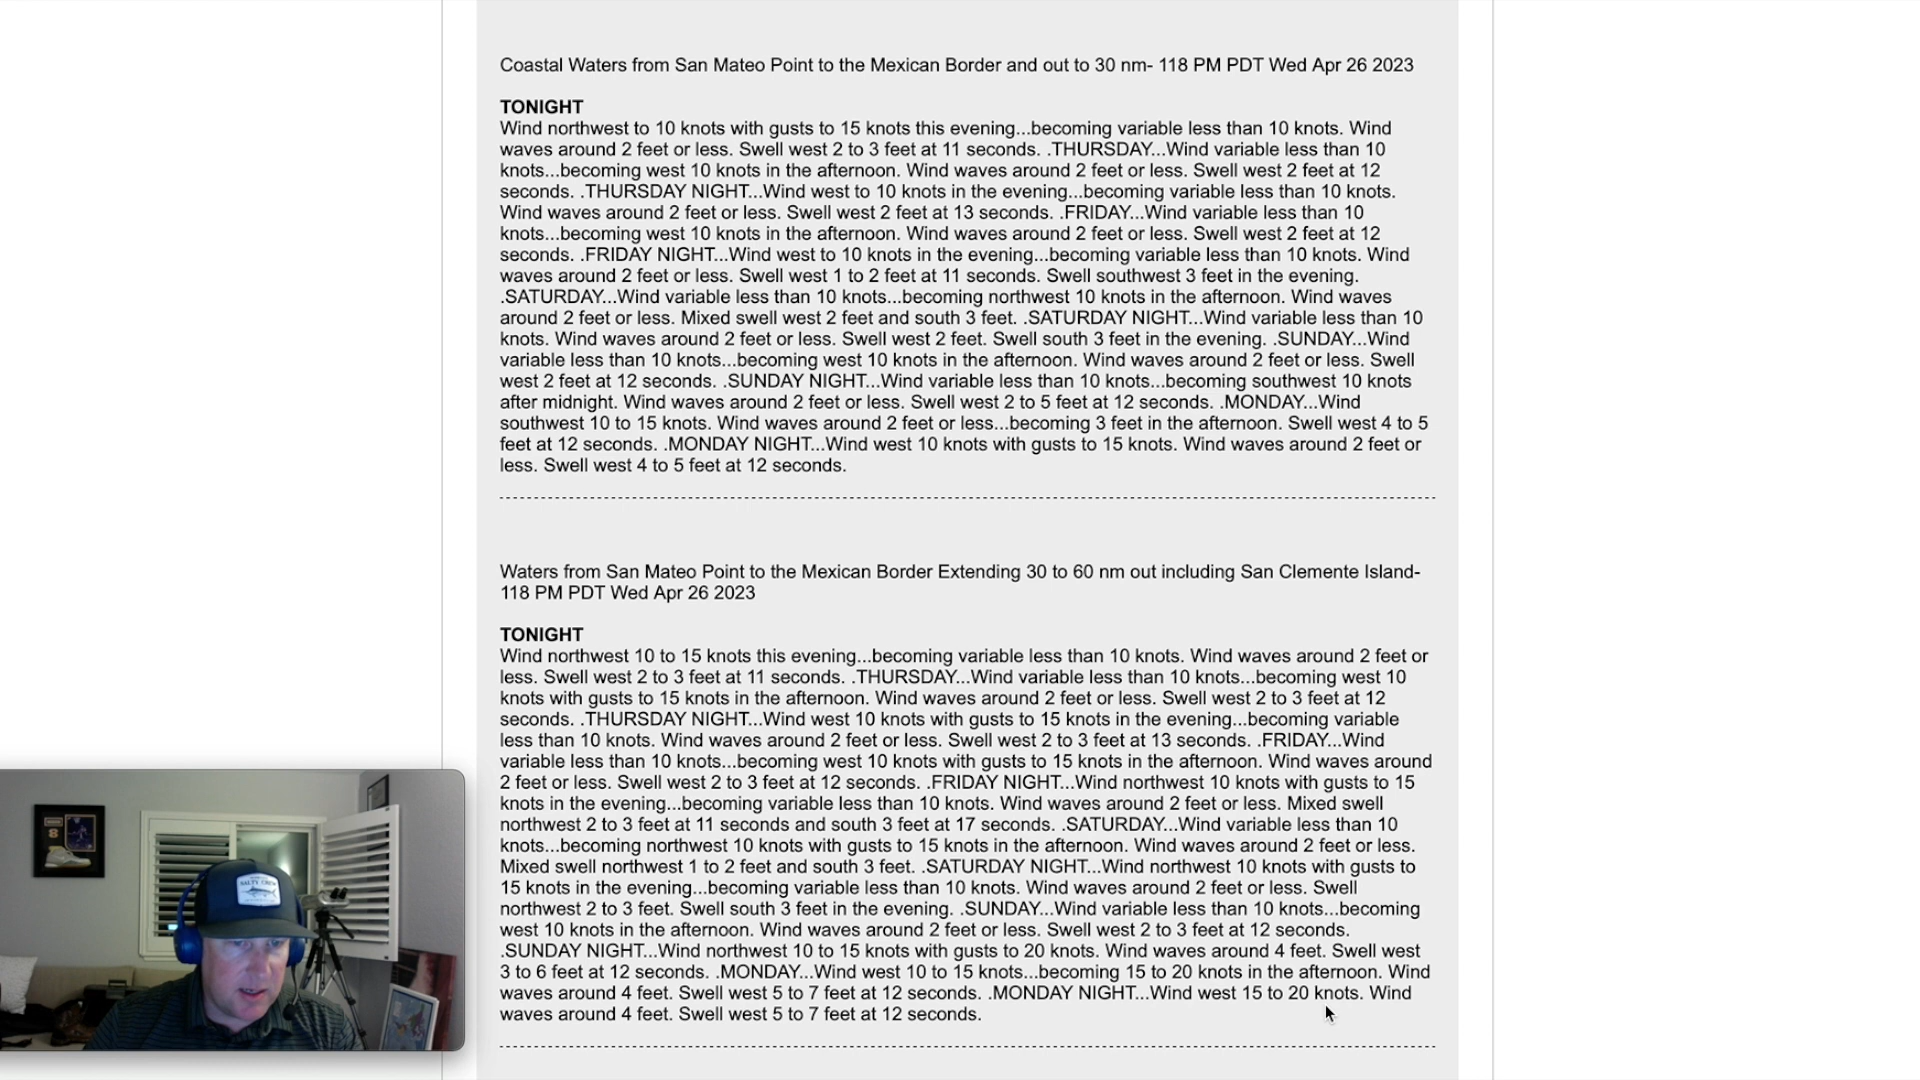 Coastal Waters from San Mateo Point to the Mexican Border and out to 30 nm- 118 PM PDT Wed Apr 26 2023
TONIGHT
Wind northwest to 10 knots with gusts to 15 knots this evening...becoming variable less than 10 knots. Wind
waves around 2 feet or less. Swell west 2 to 3 feet at 11 seconds. .THURSDAY...Wind variable less than 10
knots...becoming west 10 knots in the afternoon. Wind waves around 2 feet or less. Swell west 2 feet at 12
seconds. .THURSDAY NIGHT...Wind west to 10 knots in the evening...becoming variable less than 10 knots.
Wind waves around 2 feet or less. Swell west 2 feet at 13 seconds. .FRIDAY...Wind variable less than 10
knots...becoming west 10 knots in the afternoon. Wind waves around 2 feet or less. Swell west 2 feet at 12
seconds. .FRIDAY NIGHT...Wind west to 10 knots in the evening...becoming variable less than 10 knots. Wind
waves around 2 feet or less. Swell west 1 to 2 feet at 11 seconds. Swell southwest 3 feet in the evening.
.SATURDAY...Wind variable less than 10 knots...becoming northwest 10 knots in the afternoon. Wind waves
around 2 feet or less. Mixed swell west 2 feet and south 3 feet. .SATURDAY NIGHT...Wind variable less than 10
knots. Wind waves around 2 feet or less. Swell west 2 feet. Swell south 3 feet in the evening. .SUNDAY...Wind
variable less than 10 knots...becoming west 10 knots in the afternoon. Wind waves around 2 feet or less. Swell
west 2 feet at 12 seconds. .SUNDAY NIGHT...Wind variable less than 10 knots...becoming southwest 10 knots
after midnight. Wind waves around 2 feet or less. Swell west 2 to 5 feet at 12 seconds. .MONDAY...Wind
southwest 10 to 15 knots. Wind waves around 2 feet or less...becoming 3 feet in the afternoon. Swell west 4 to 5
feet at 12 seconds. .MONDAY NIGHT...Wind west 10 knots with gusts to 15 knots. Wind waves around 2 feet or
less. Swell west 4 to 5 feet at 12 seconds.
Waters from San Mateo Point to the Mexican Border Extending 30 to 60 nm out including San Clemente Island-
118 PM PDT Wed Apr 26 2023
TONIGHT
Wind northwest 10 to 15 knots this evening...becoming variable less than 10 knots. Wind waves around 2 feet or
less. Swell west 2 to 3 feet at 11 seconds. .THURSDAY...Wind variable less than 10 knots...becoming west 10
knots with gusts to 15 knots in the afternoon. Wind waves around 2 feet or less. Swell west 2 to 3 feet at 12
seconds. .THURSDAY NIGHT...Wind west 10 knots with gusts to 15 knots in the evening...becoming variable
less than 10 knots. Wind waves around 2 feet or less. Swell west 2 to 3 feet at 13 seconds. .FRIDAY...Wind
variable less than 10 knots...becoming west 10 knots with gusts to 15 knots in the afternoon. Wind waves around
2 feet or less. Swell west 2 to 3 feet at 12 seconds. .FRIDAY NIGHT...Wind northwest 10 knots with gusts to 15
knots in the evening...becoming variable less than 10 knots. Wind waves around 2 feet or less. Mixed swell
northwest 2 to 3 feet at 11 seconds and south 3 feet at 17 seconds. .SATURDAY...Wind variable less than 10
knots...becoming northwest 10 knots with gusts to 15 knots in the afternoon. Wind waves around 2 feet or less.
Mixed swell northwest 1 to 2 feet and south 3 feet. .SATURDAY NIGHT...Wind northwest 10 knots with gusts to
15 knots in the evening...becoming variable less than 10 knots. Wind waves around 2 feet or less. Swell
northwest 2 to 3 feet. Swell south 3 feet in the evening. .SUNDAY...Wind variable less than 10 knots...becoming
west 10 knots in the afternoon. Wind waves around 2 feet or less. Swell west 2 to 3 feet at 12 seconds.
.SUNDAY NIGHT...Wind northwest 10 to 15 knots with gusts to 20 knots. Wind waves around 4 feet. Swell west
3 to 6 feet at 12 seconds. .MONDAY...Wind west 10 to 15 knots...becoming 15 to 20 knots in the afternoon. Wind
waves around 4 feet. Swell west 5 to 7 feet at 12 seconds. .MONDAY NIGHT...Wind west 15 to 20 knots. Wind
waves around 4 feet. Swell west 5 to 7 feet at 12 seconds.
SALTY CREW